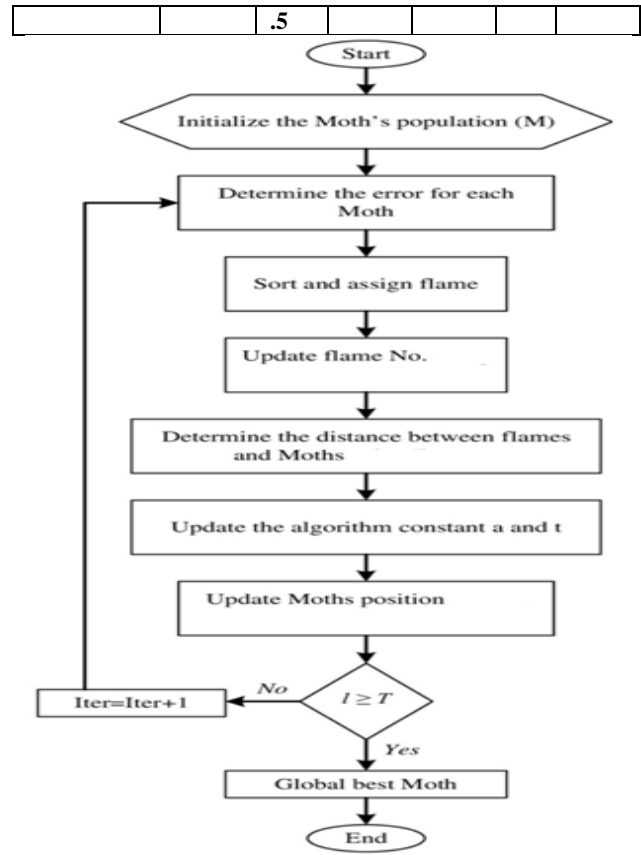 .5
Start
Initialize the Moth's population (M)
Determine the error for each
Moth
Sort and assign flame
Update flame No.
Determine the distance between flames
and Moths
Update the algorithm constant a and t
Update Moths position
l ≥ T
No
Iter=Iter+1
Yes
Global best Moth
End